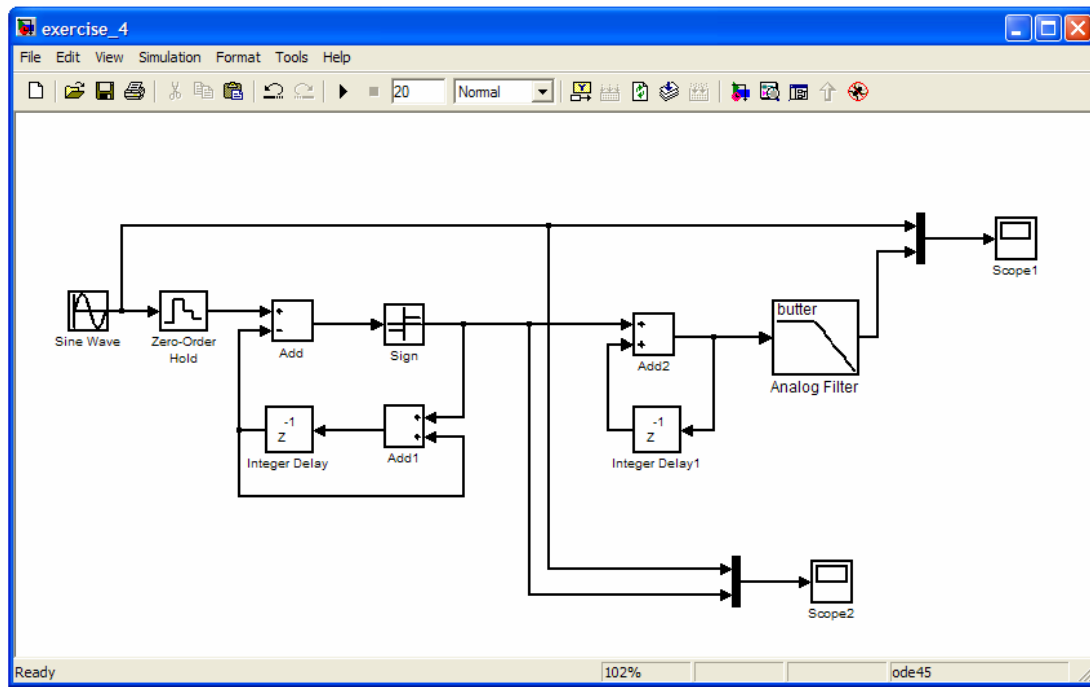 exercise_4
File Edit View Simulation Format Tools Help
20 Normal
Scope1
butter
Sine Wave
Zero-Order
Hold
+
-
Add
Sign
+
+
Add2
Analog Filter
-1
Z
Integer Delay
+
+
Add1
-1
Z
Integer Delay1
Scope2
Ready 102% ode45